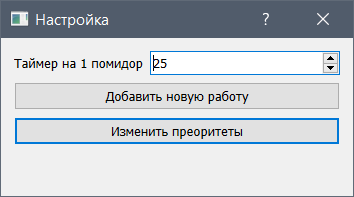 Настройка
Таймер на 1 помидор 25
Добавить новую работу
Изменить преоритеты